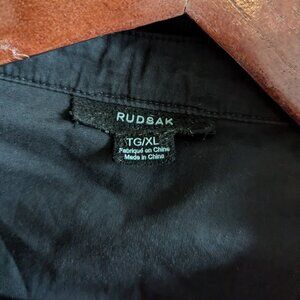 RUDSAK
TG/XL
Fabriqué en Chine
Made in China